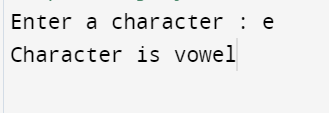 Enter a character : e
Character is vowel